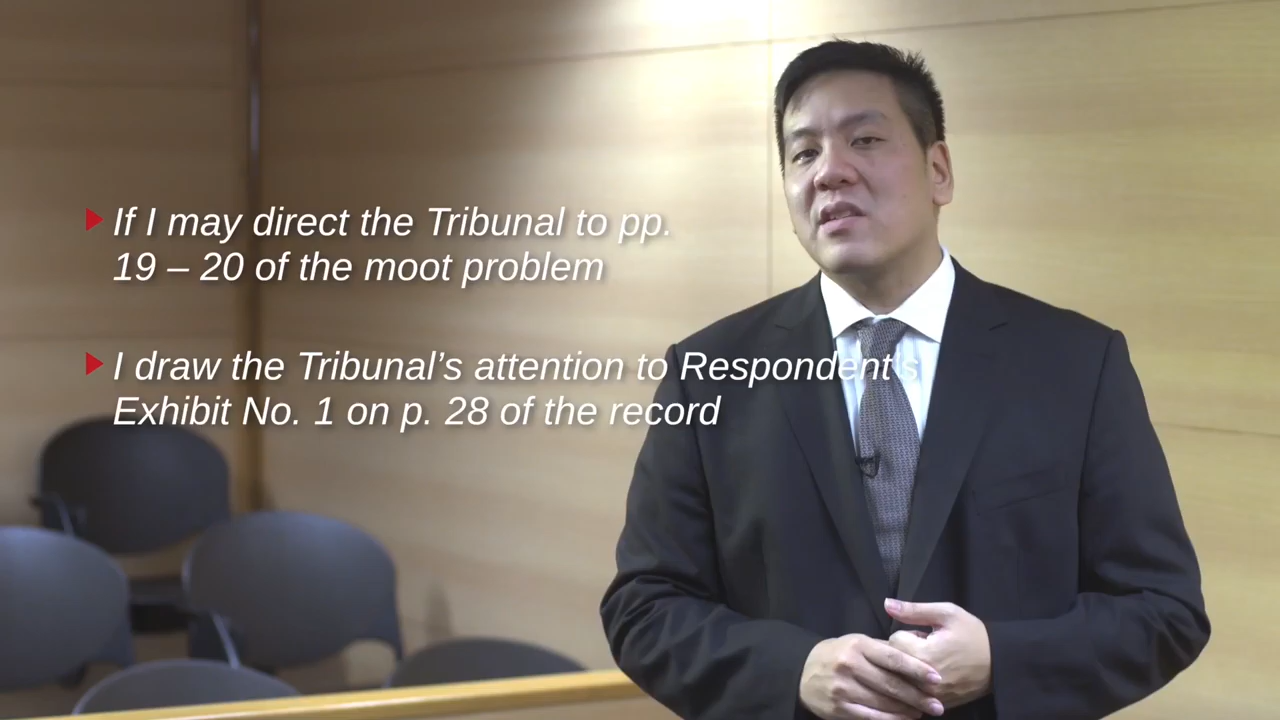 If I may direct the Tribunal to pp.
19 – 20 of the moot problem
I draw the Tribunal’s attention to Respondent’s
Exhibit No. 1 on p. 28 of the record